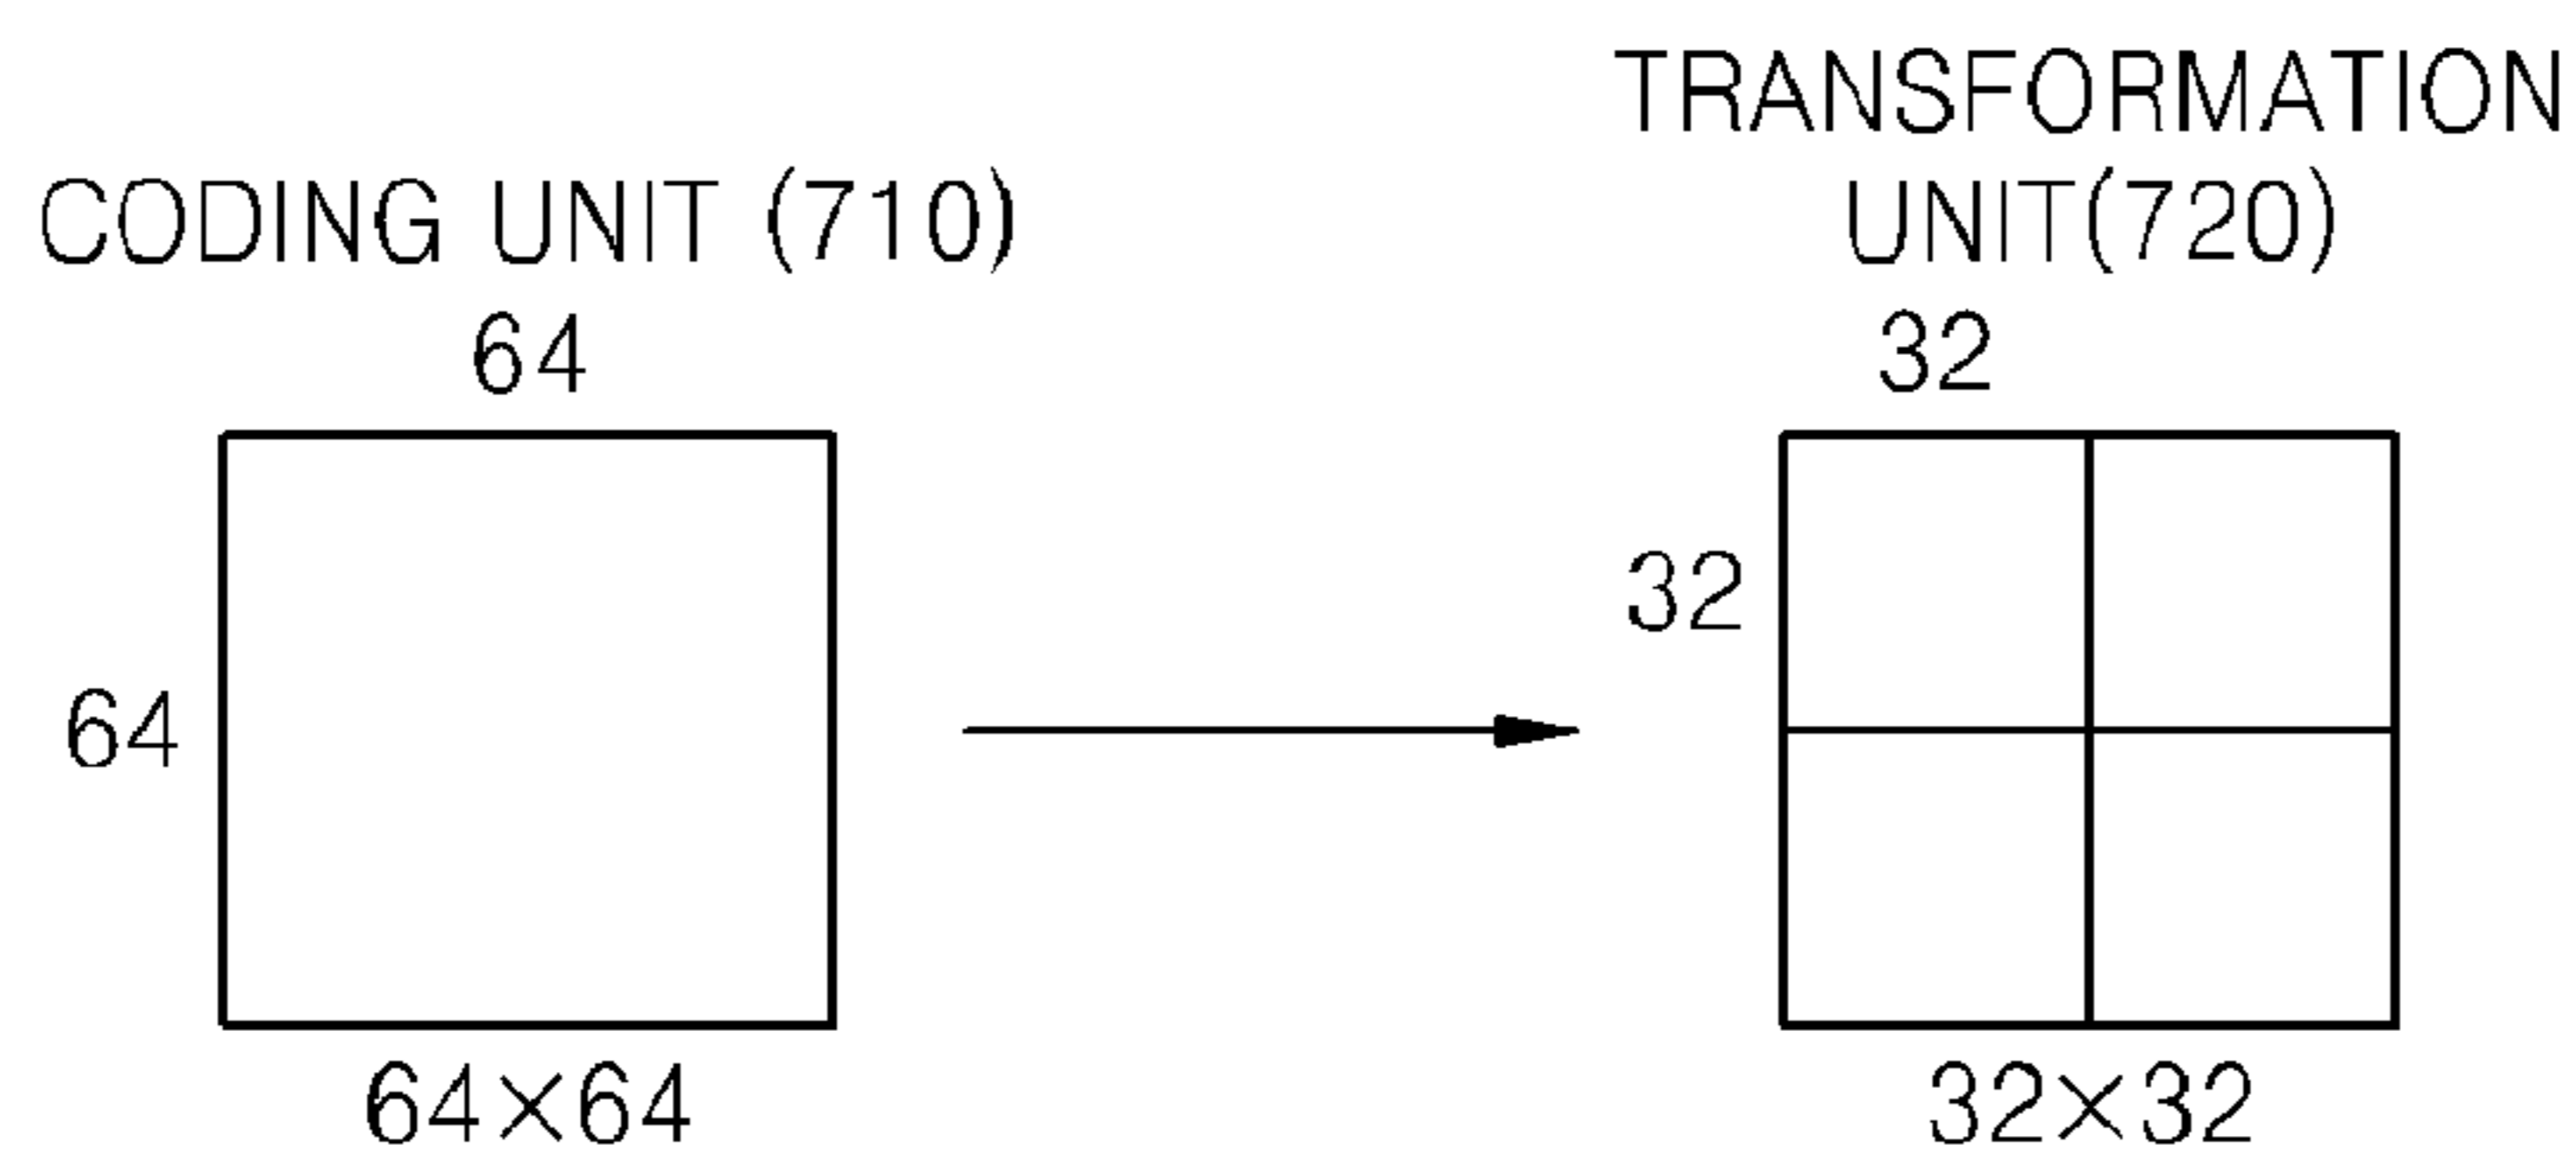 CODING UNIT (710)
64
64
64×64
TRANSFORMATION
UNIT(720)
32
32
32×32